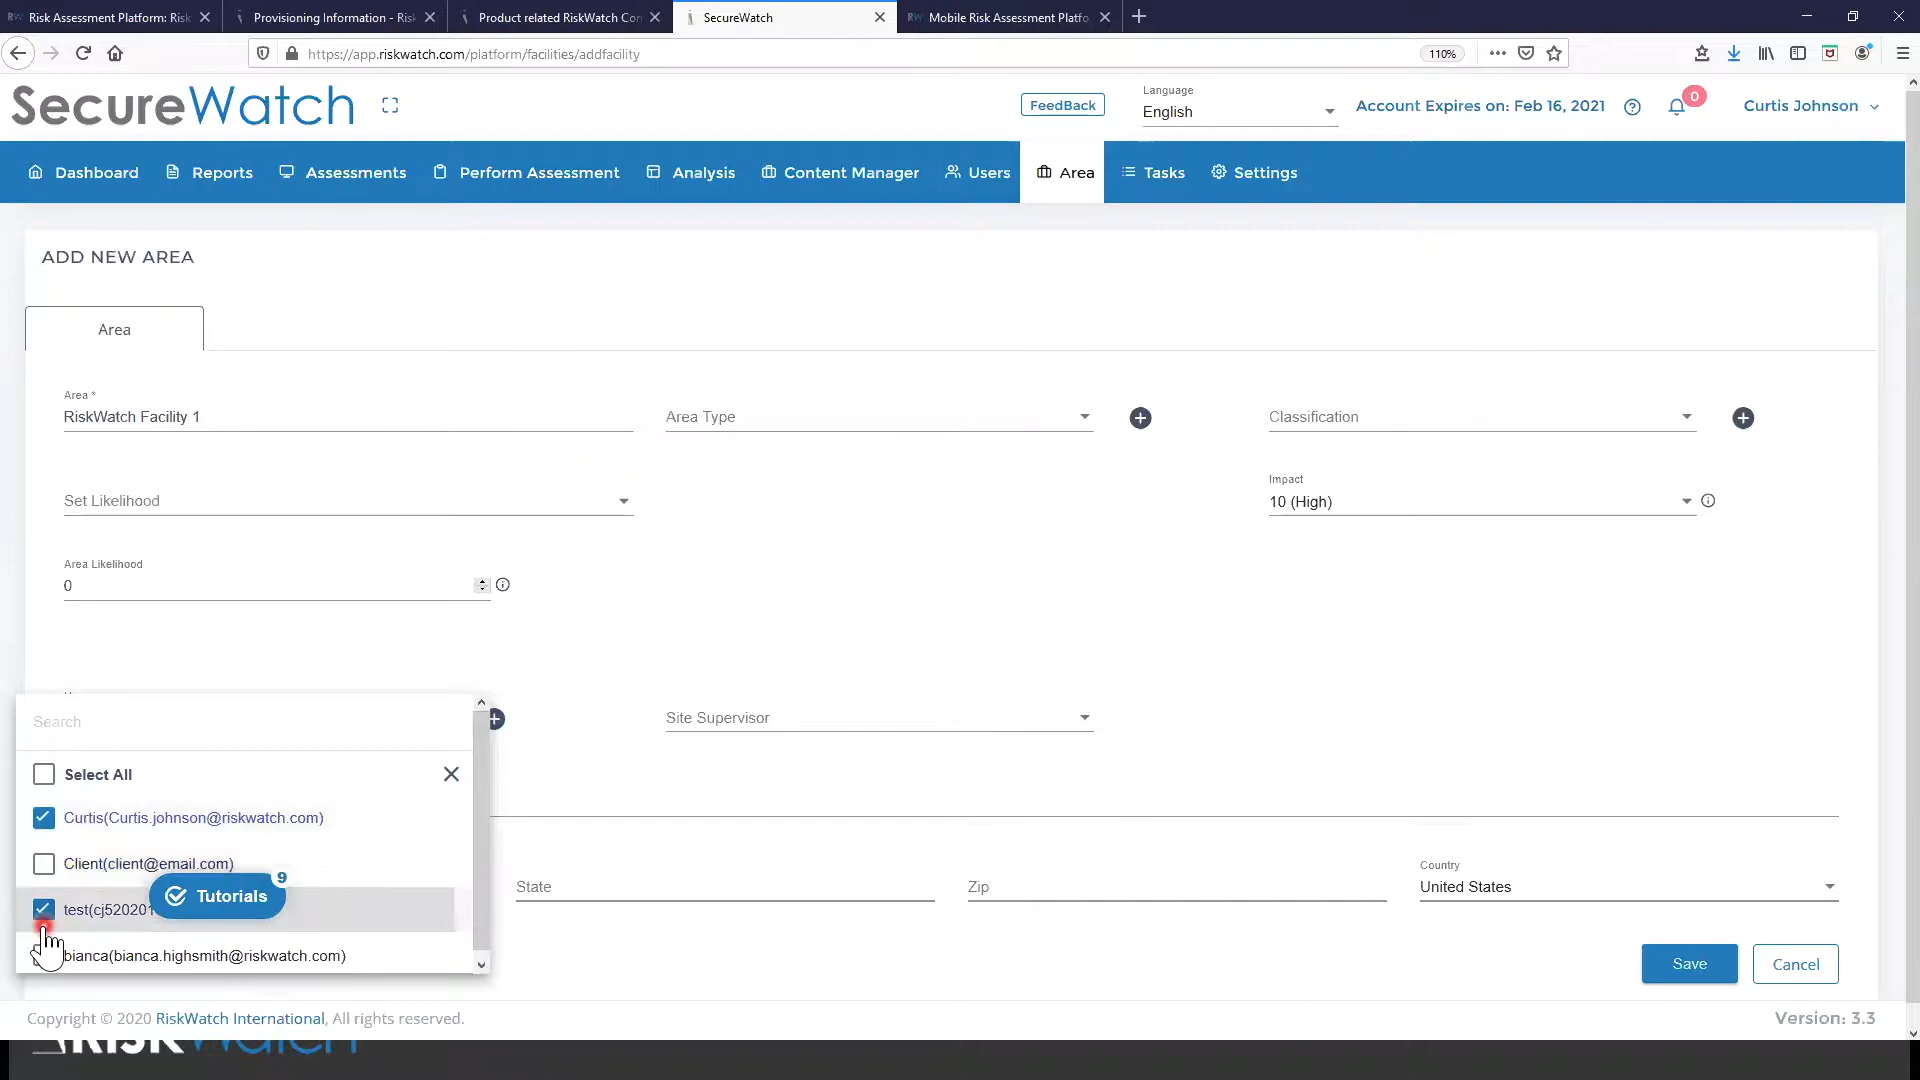 Risk Assessment Platform: Risk
Provisioning Information - Risk
Product related RiskWatch Con
SecureWatch
Mobile Risk Assessment Platfo
https://app.riskwatch.com/platform/facilities/addfacility
110%
SecureWatch
FeedBack
Language
English
Account Expires on: Feb 16, 2021
0
Curtis Johnson
Dashboard
Reports
Assessments
Perform Assessment
Analysis
Content Manager
Users
Area
Tasks
Settings
ADD NEW AREA
Area
Area *
RiskWatch Facility 1
Area Type
Classification
Set Likelihood
Impact
10 (High)
Area Likelihood
0
Search
Site Supervisor
Select All
Curtis(Curtis.johnson@riskwatch.com)
Client(client@email.com)
9
Tutorials
test(cj52020
bianca(bianca.highsmith@riskwatch.com)
State
Zip
Country
United States
Save
Cancel
Copyright © 2020 RiskWatch International, All rights reserved.
Version: 3.3